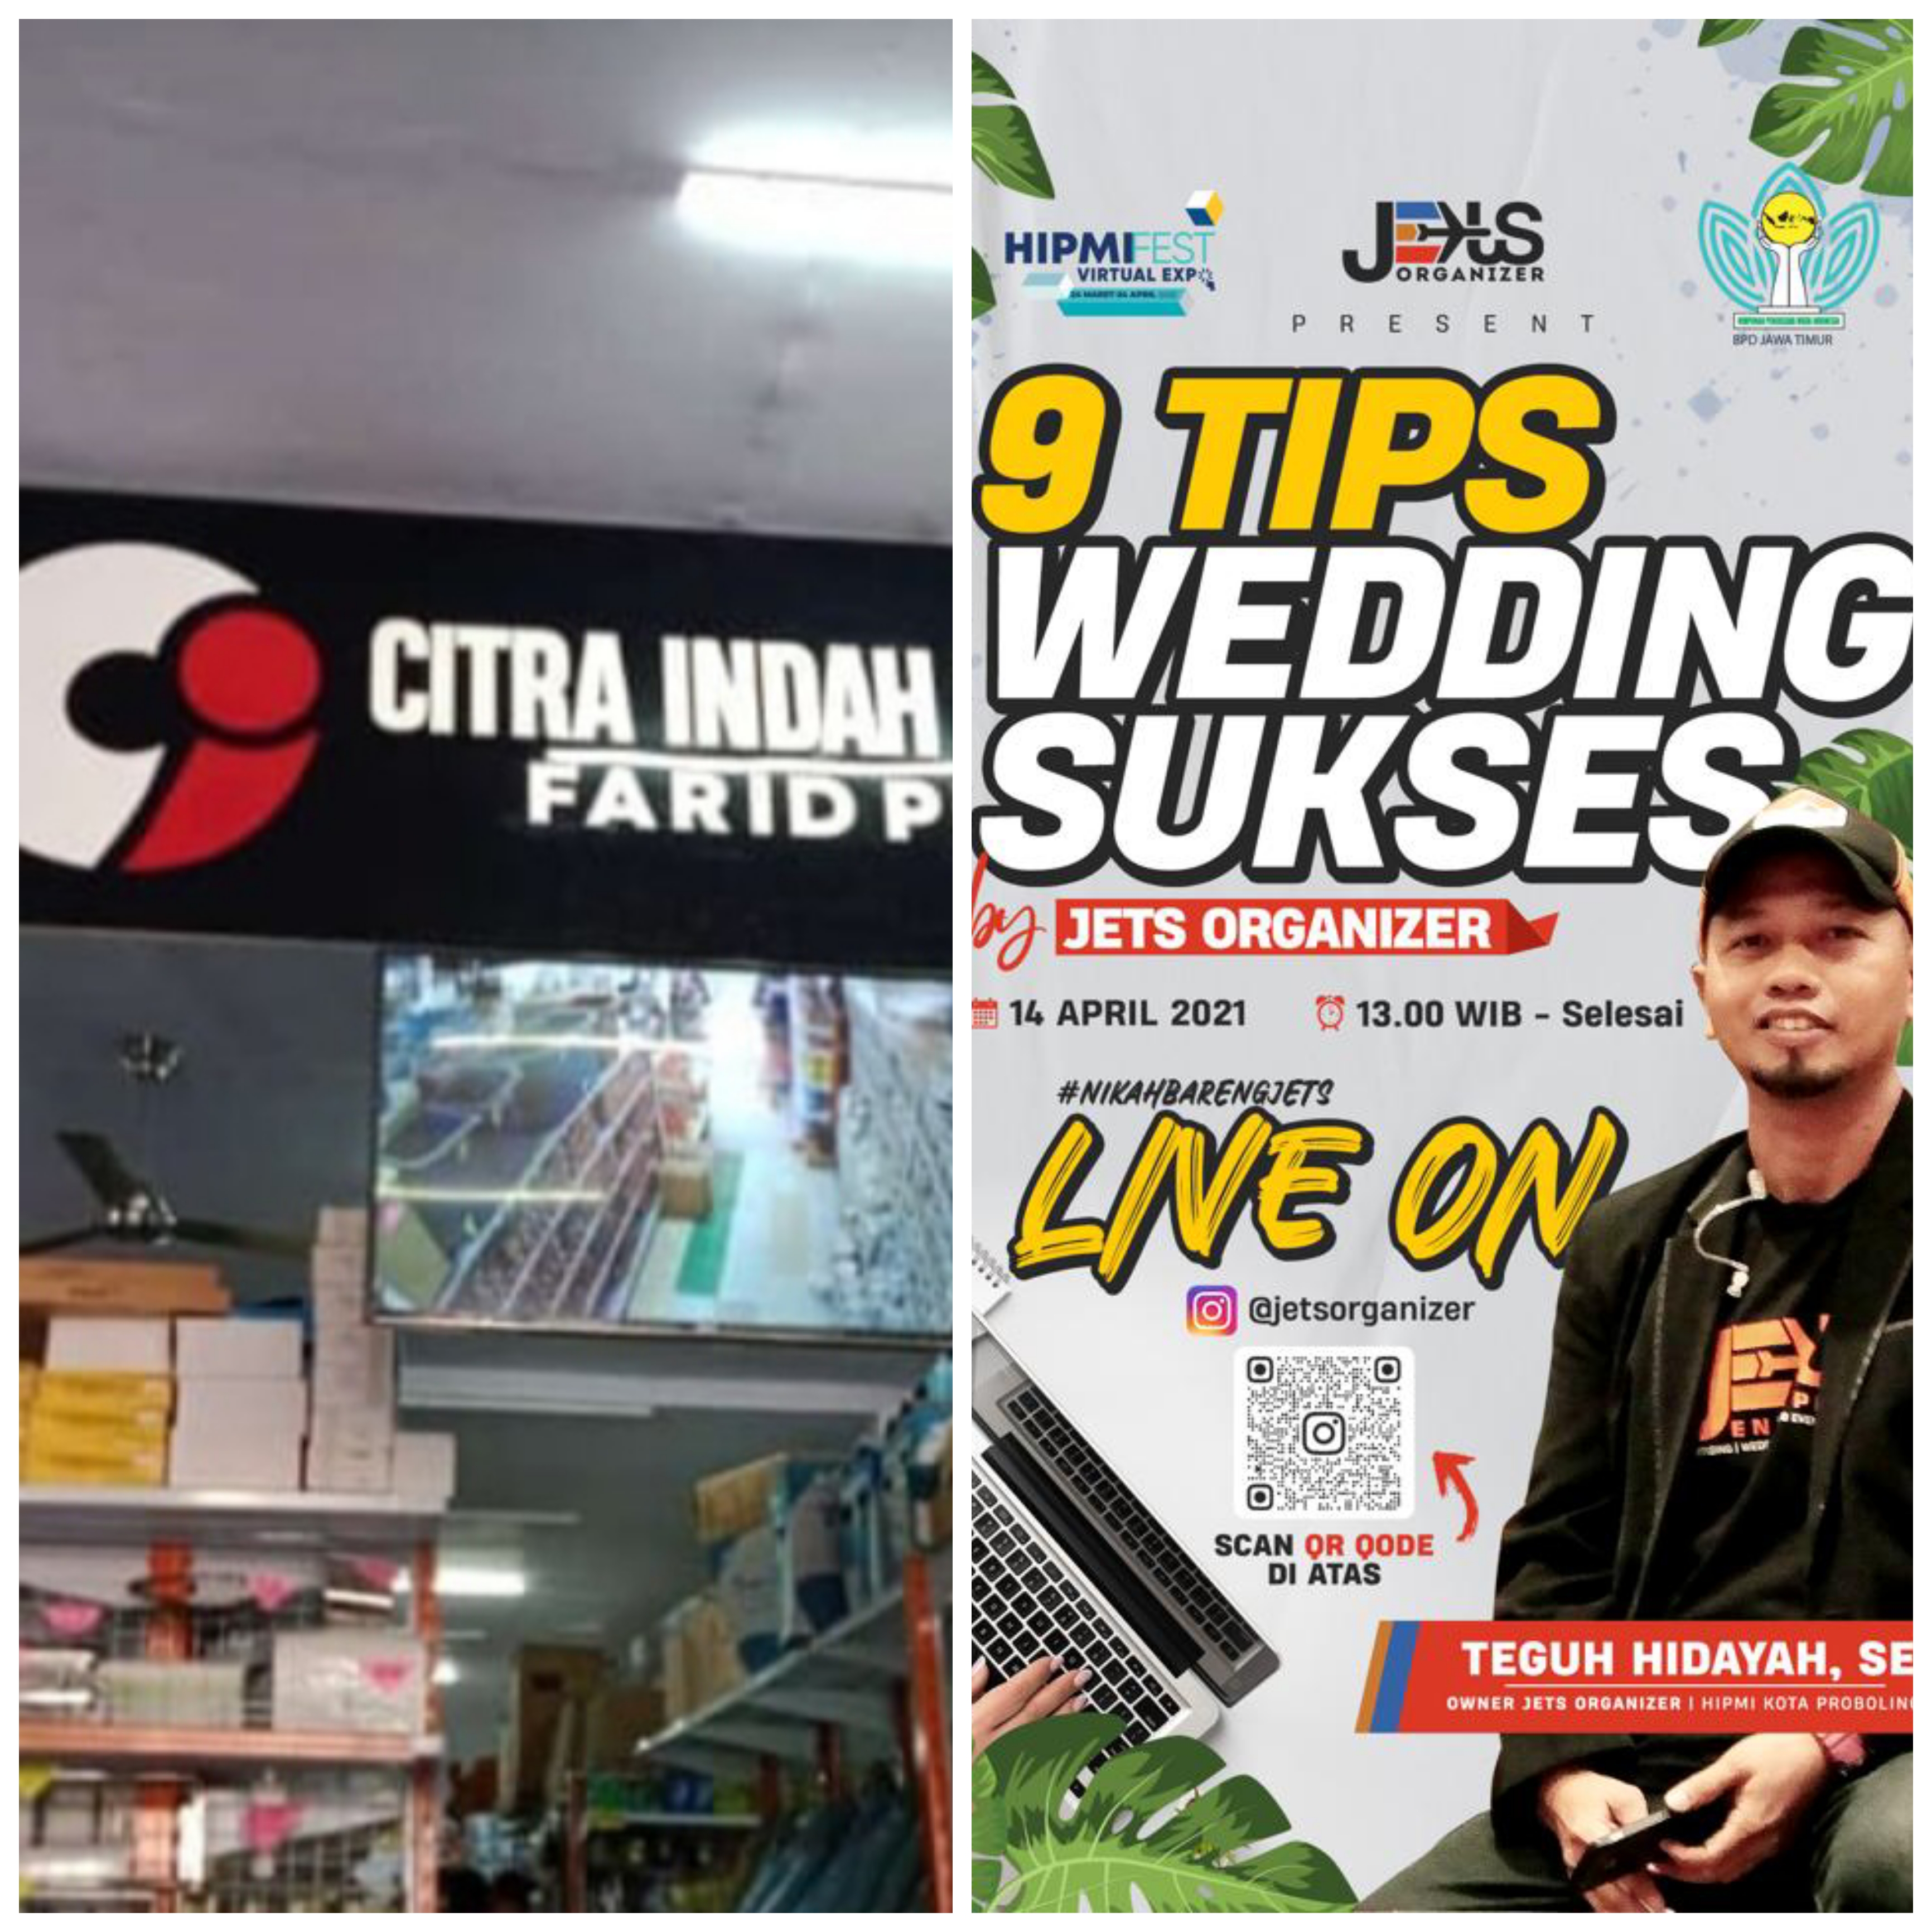 CITRA INDAH
FARID P
HIPMIFEST
VIRTUAL EXPO
JETS
ORGANIZER
PRESENT
BPD JAWA TIMUR
9 TIPS
WEDDING
SUKSES
by JETS ORGANIZER
14 APRIL 2021
13.00 WIB - Selesai
#NIKAHBARENGJETS
LIVE ON
@jetsorganizer
SCAN QR QODE
DI ATAS
TEGUH HIDAYAH, SE
OWNER JETS ORGANIZER | HIPMI KOTA PROBOLING